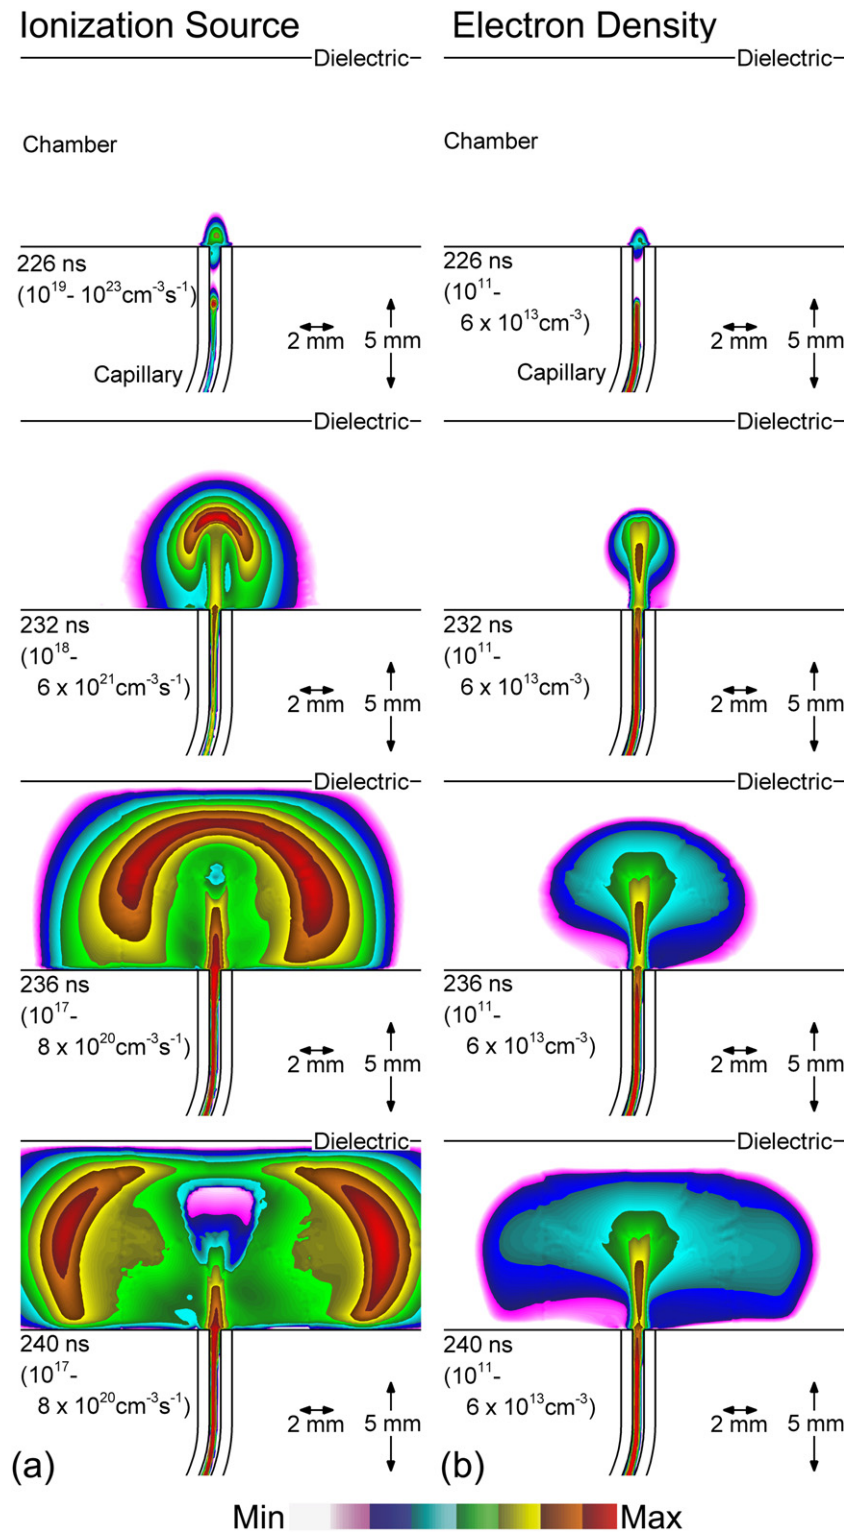 Ionization Source
Electron Density
Dielectric
Dielectric
Chamber
Chamber
226 ns
(10¹⁹- 10²³cm⁻³s⁻¹)
2 mm
5 mm
Capillary
226 ns
(10¹¹-
6 x 10¹³cm⁻³)
2 mm
5 mm
Capillary
Dielectric
Dielectric
232 ns
(10¹⁸-
6 x 10²¹cm⁻³s⁻¹)
2 mm
5 mm
232 ns
(10¹¹-
6 x 10¹³cm⁻³)
2 mm
5 mm
Dielectric
Dielectric
236 ns
(10¹⁷-
8 x 10²⁰cm⁻³s⁻¹)
2 mm
5 mm
236 ns
(10¹¹-
6 x 10¹³cm⁻³)
2 mm
5 mm
Dielectric
Dielectric
240 ns
(10¹⁷-
8 x 10²⁰cm⁻³s⁻¹)
2 mm
5 mm
240 ns
(10¹¹-
6 x 10¹³cm⁻³)
2 mm
5 mm
(a)
(b)
Min
Max